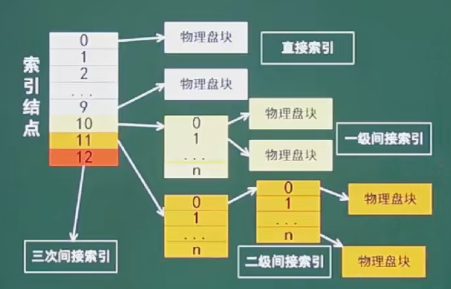 索引结点
0
1
2
...
9
10
11
12
物理盘块
直接索引
物理盘块
0
1
...
n
物理盘块
物理盘块
一级间接索引
0
1
...
n
0
1
...
n
物理盘块
物理盘块
三次间接索引
二级间接索引